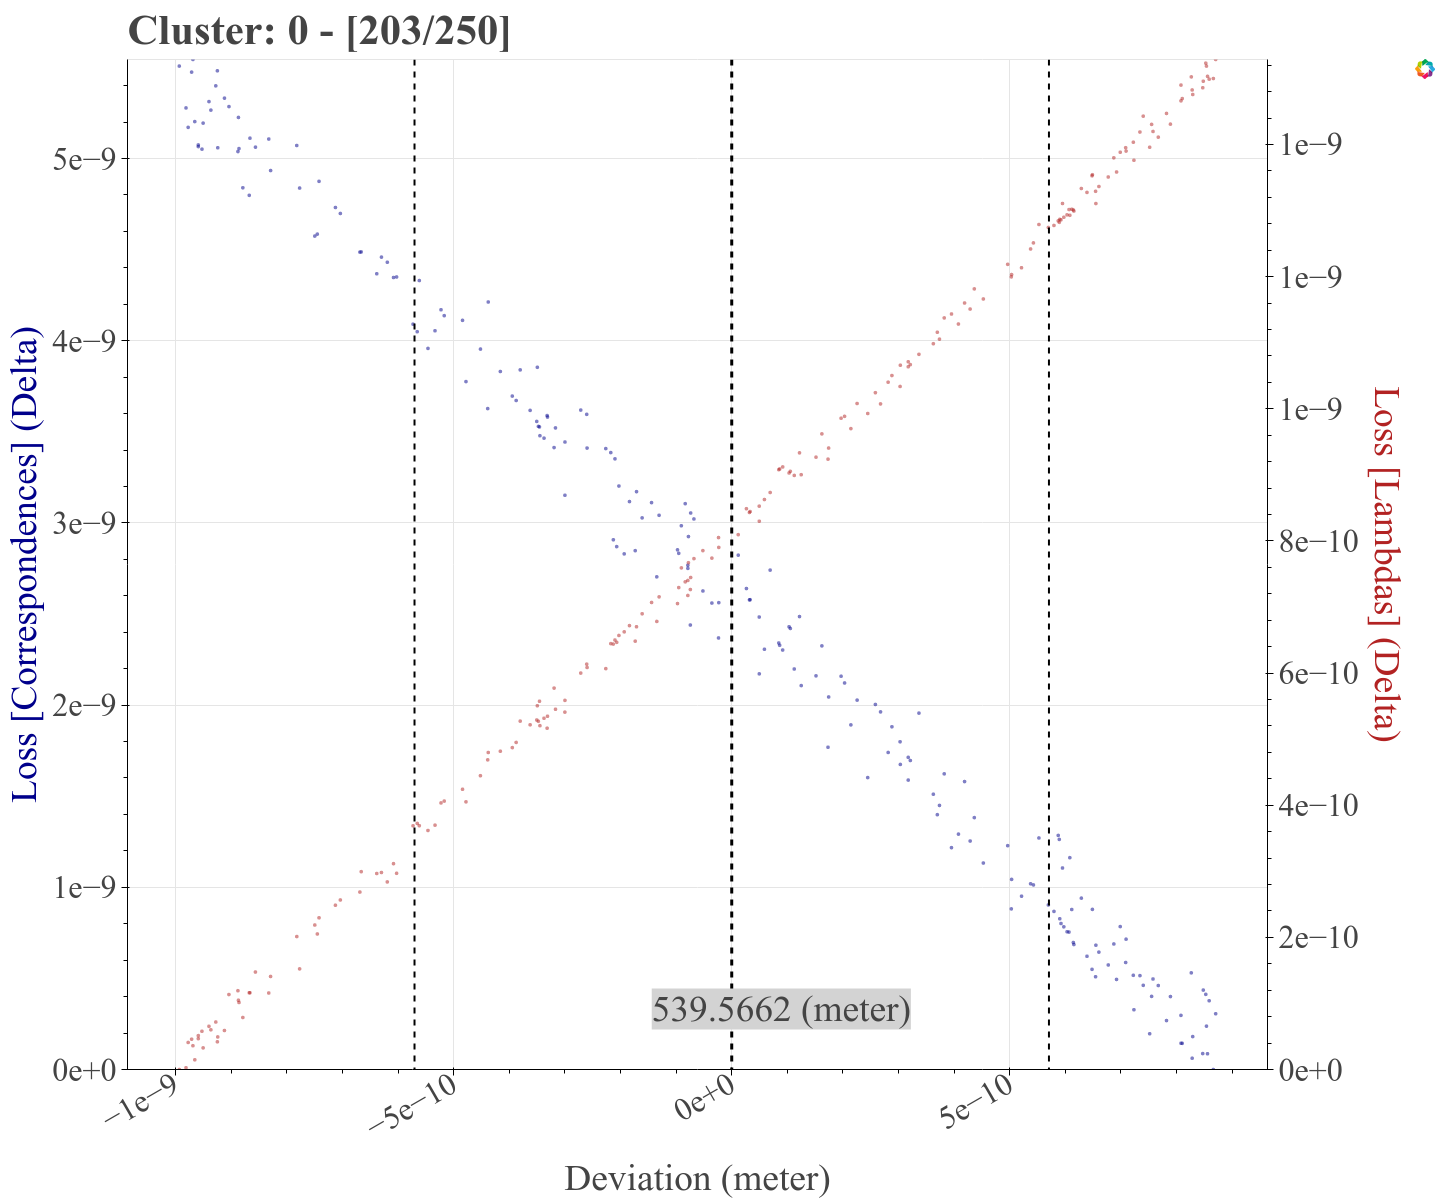 Cluster: 0 - [203/250]
Loss [Correspondences] (Delta)
5e−9
4e−9
3e−9
2e−9
1e−9
0e+0
1e−9
1e−9
1e−9
8e−10
6e−10
4e−10
2e−10
0e+0
Loss [Lambdas] (Delta)
539.5662 (meter)
−1e−9
−5e−10
0e+0
5e−10
Deviation (meter)